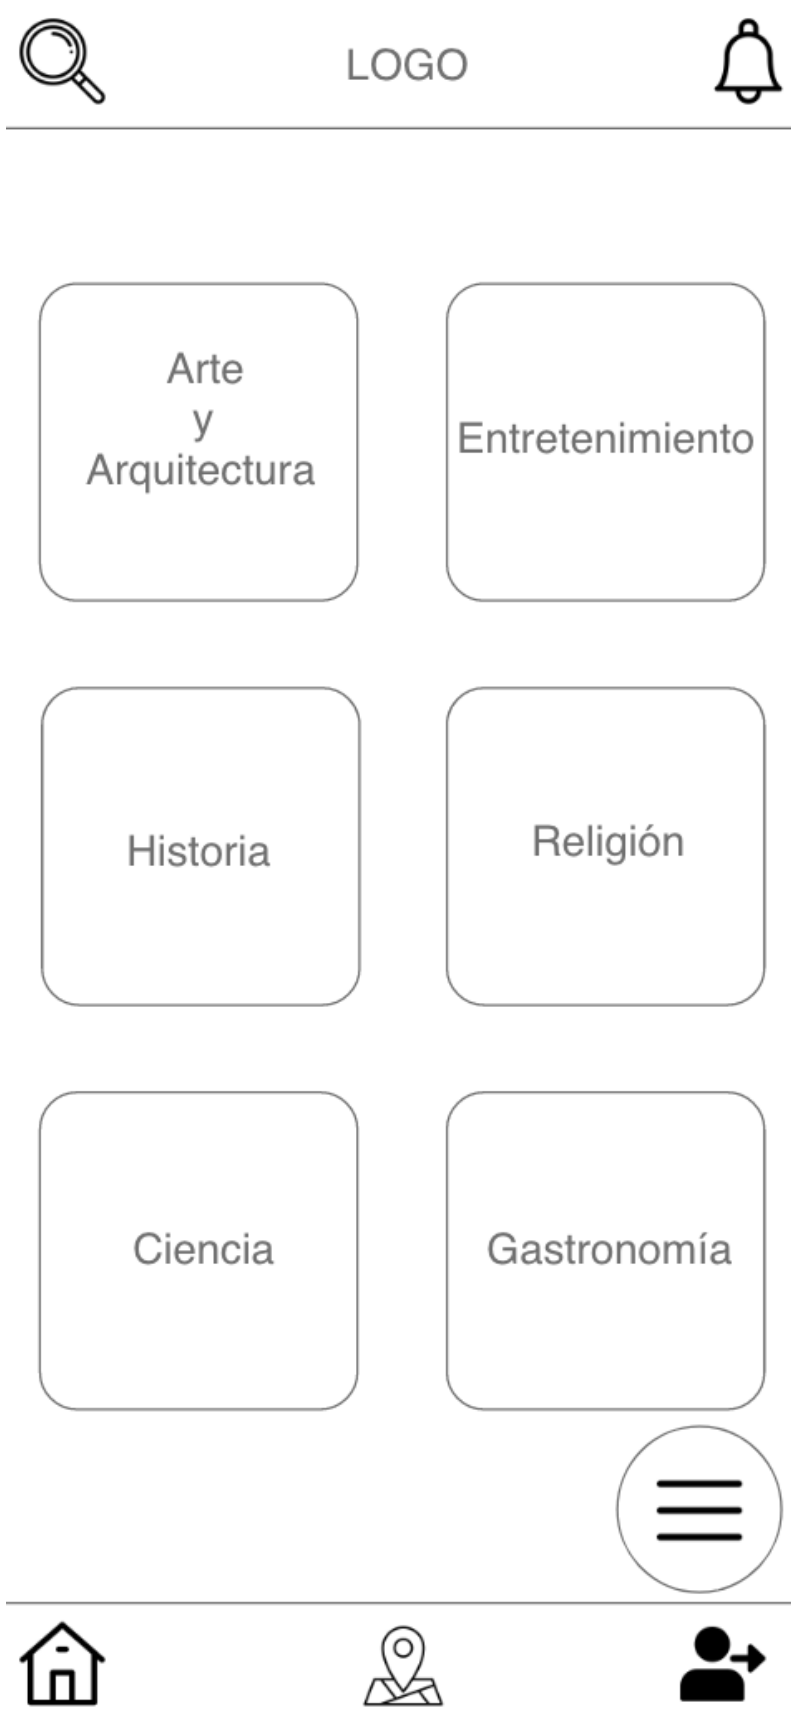 LOGO
Arte
y
Arquitectura
Entretenimiento
Historia
Religión
Ciencia
Gastronomía